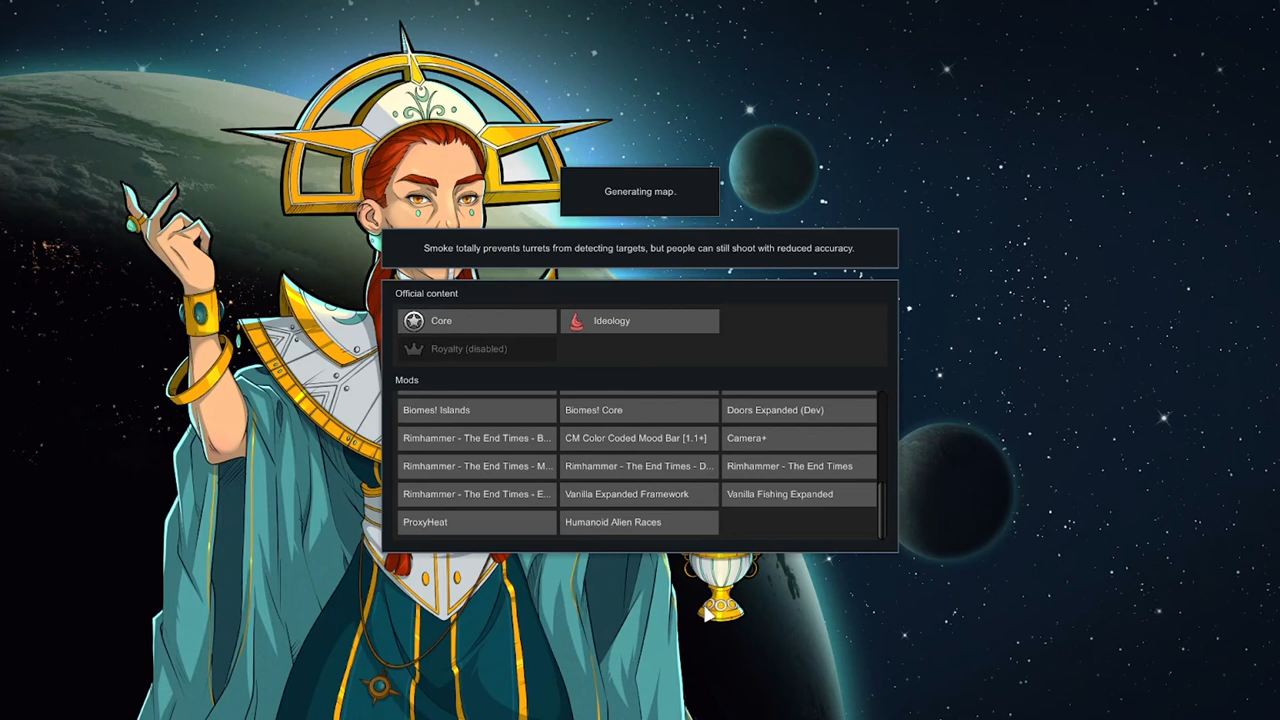 Generating map.
Smoke totally prevents turrets from detecting targets, but people can still shoot with reduced accuracy.
Official content
Core
Ideology
Royalty (disabled)
Mods
Biomes! Islands
Biomes! Core
Doors Expanded (Dev)
Rimhammer - The End Times - B...
CM Color Coded Mood Bar [1.1+]
Camera+
Rimhammer - The End Times - M...
Rimhammer - The End Times - D...
Rimhammer - The End Times
Rimhammer - The End Times - E...
Vanilla Expanded Framework
Vanilla Fishing Expanded
ProxyHeat
Humanoid Alien Races